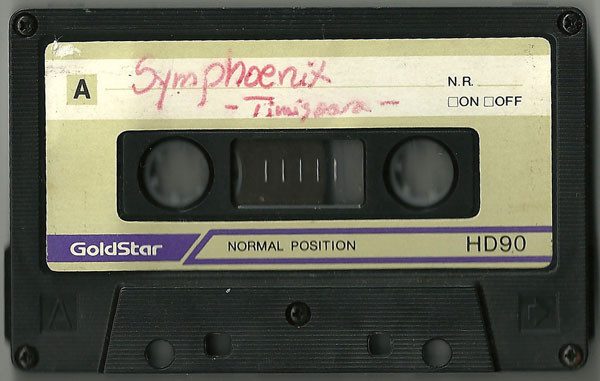 Symphoenix
- Timişoara -
A
N.R.
□ON □OFF
GoldStar
NORMAL POSITION
HD90